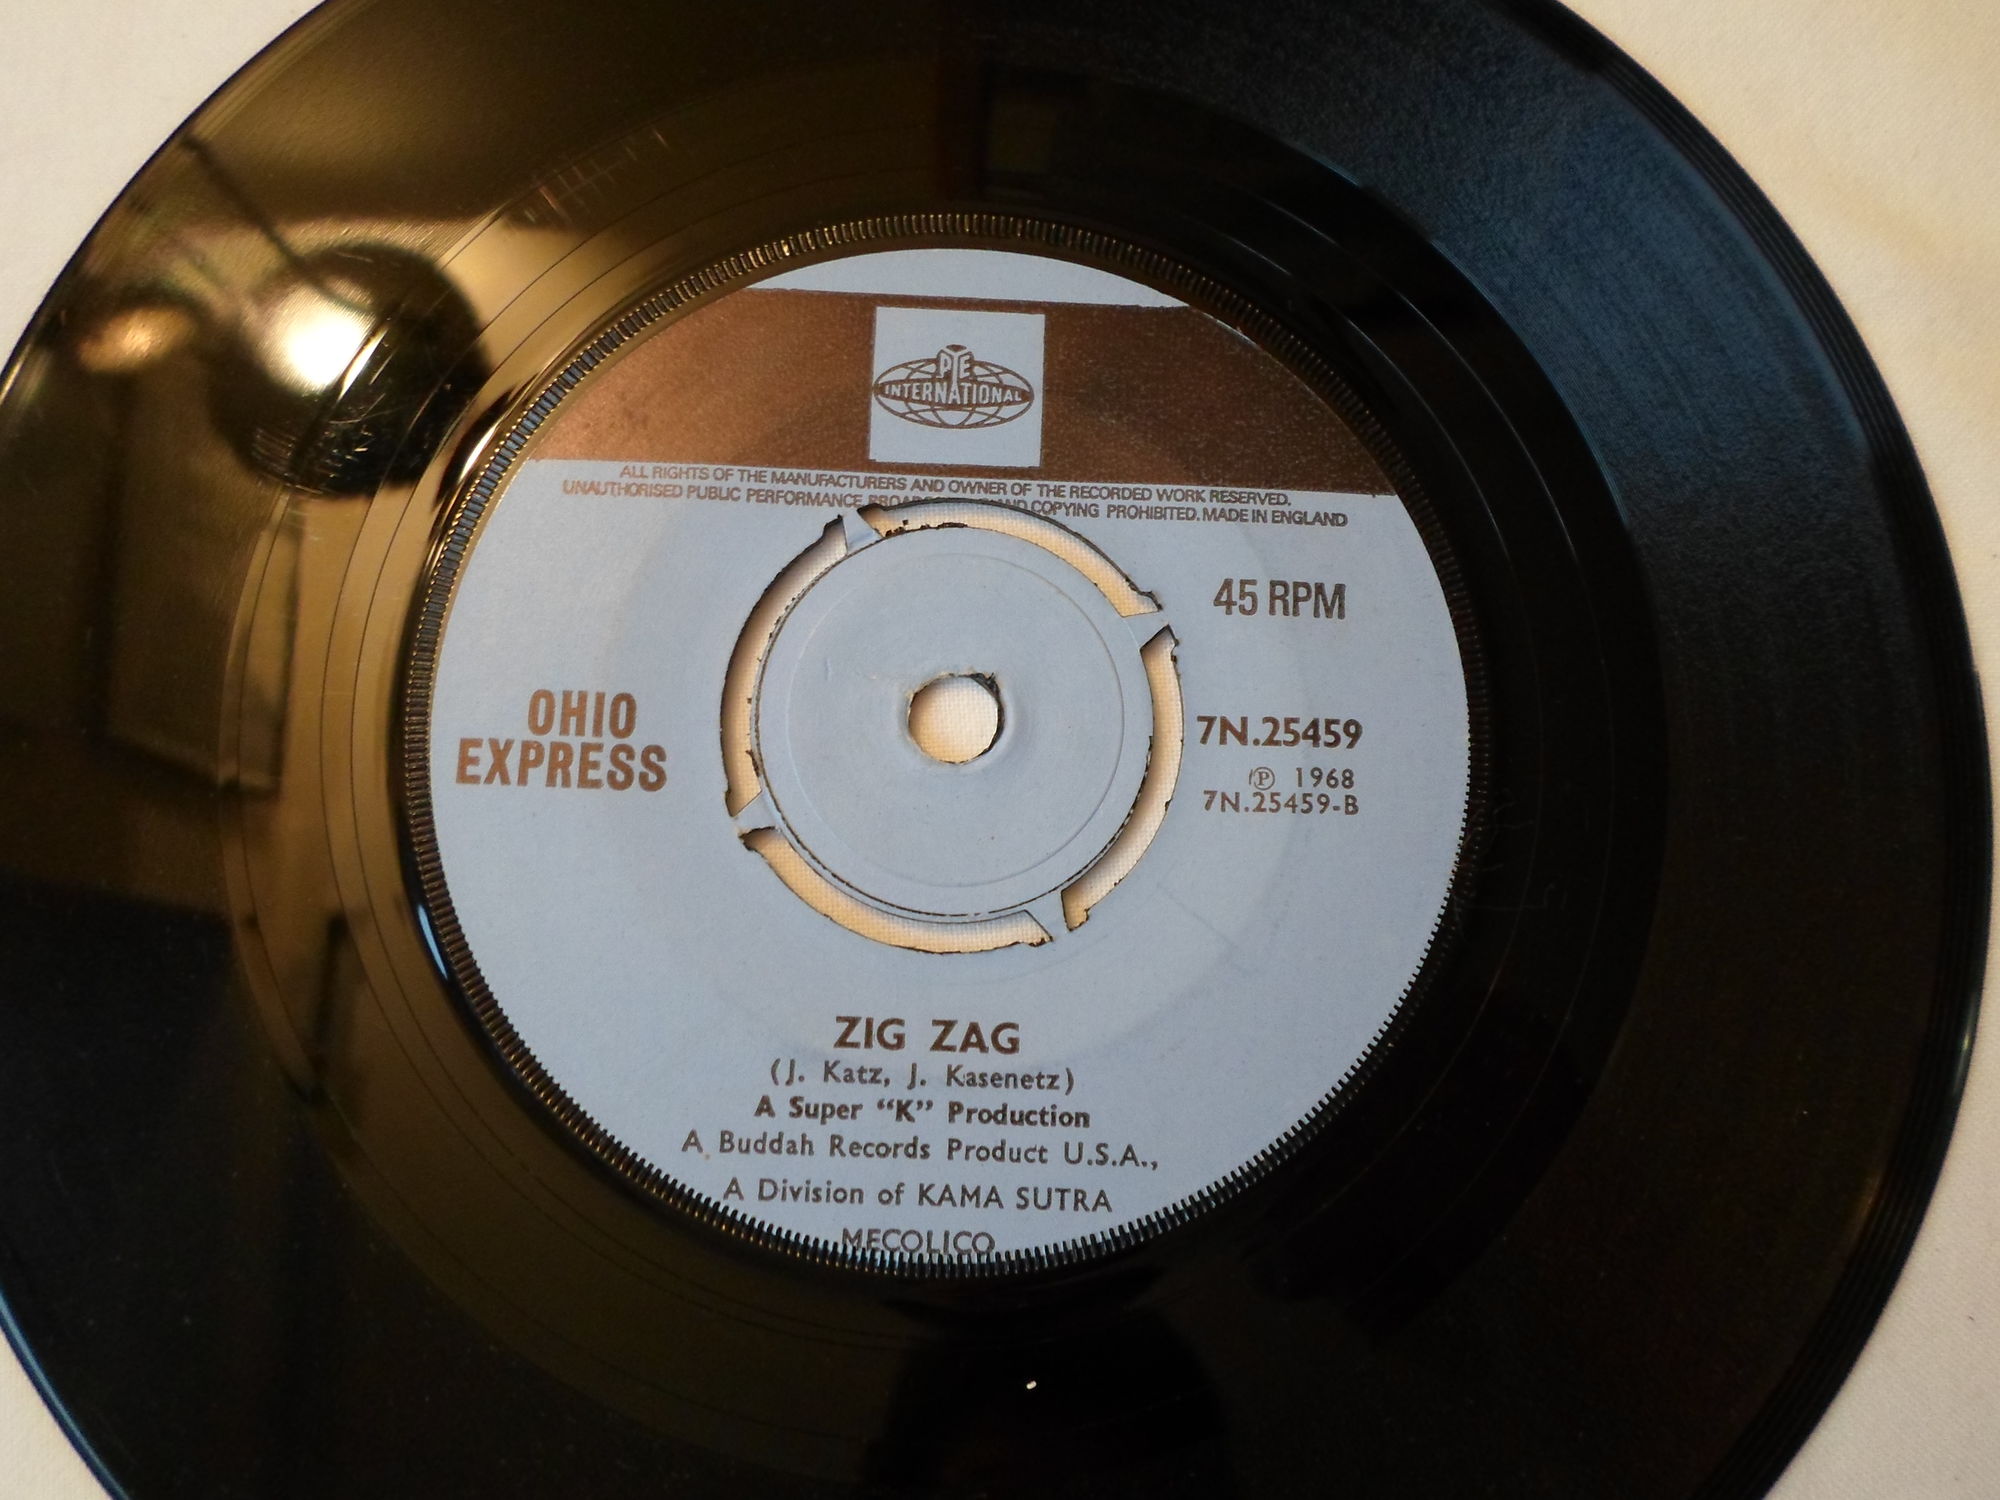 PYE
INTERNATIONAL
ALL RIGHTS OF THE MANUFACTURERS AND OWNER OF THE RECORDED WORK RESERVED.
UNAUTHORISED PUBLIC PERFORMANCE AND COPYING PROHIBITED. MADE IN ENGLAND
45 RPM
OHIO
EXPRESS
7N.25459
℗ 1968
7N.25459-B
ZIG ZAG
(J. Katz, J. Kasenetz)
A Super “K” Production
A Buddah Records Product U.S.A.,
A Division of KAMA SUTRA
MECOLICO